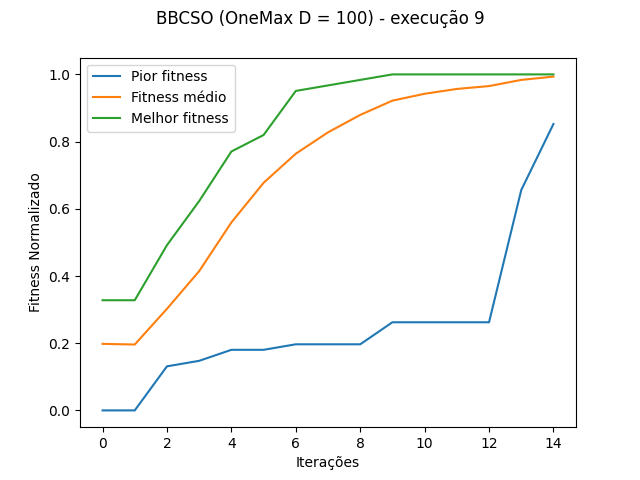 BBCSO (OneMax D = 100) - execução 9
Pior fitness
Fitness médio
Melhor fitness
Fitness Normalizado
1.0
0.8
0.6
0.4
0.2
0.0
0 2 4 6 8 10 12 14
Iterações